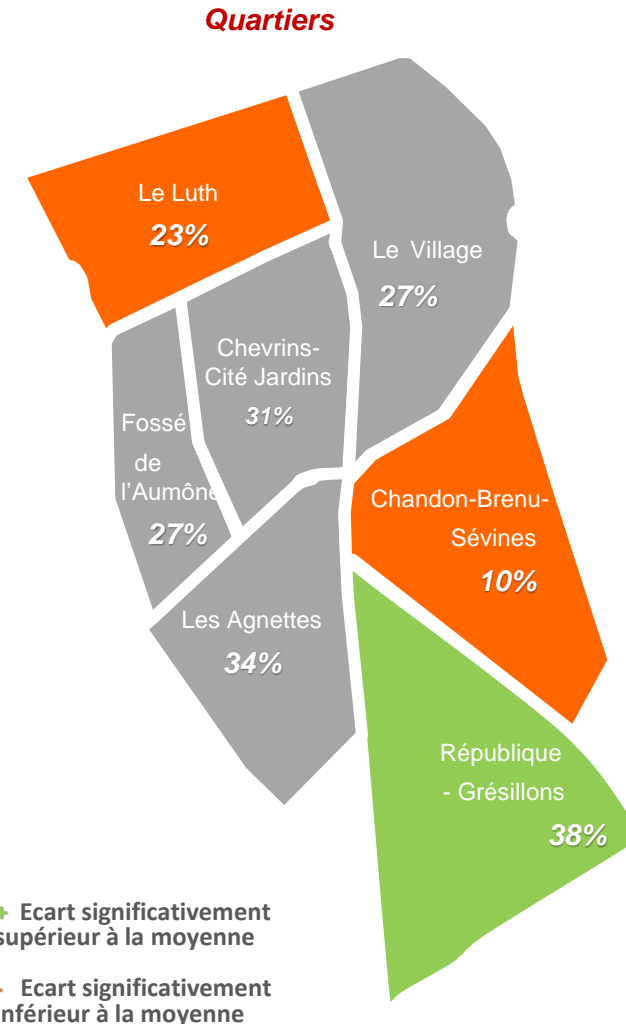 Quartiers
Le Luth
23%
Le Village
27%
Chevrins-
Cité Jardins
31%
Fossé
de
l'Aumône
27%
Chandon-Brenu-
Sévines
10%
Les Agnettes
34%
République
- Grésillons
38%
+ Ecart significativement
supérieur à la moyenne
- Ecart significativement
inférieur à la moyenne